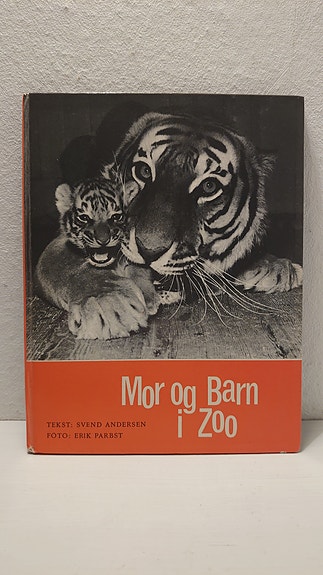 Mor og Barn
i Zoo
TEKST: SVEND ANDERSEN
FOTO: ERIK PARBST